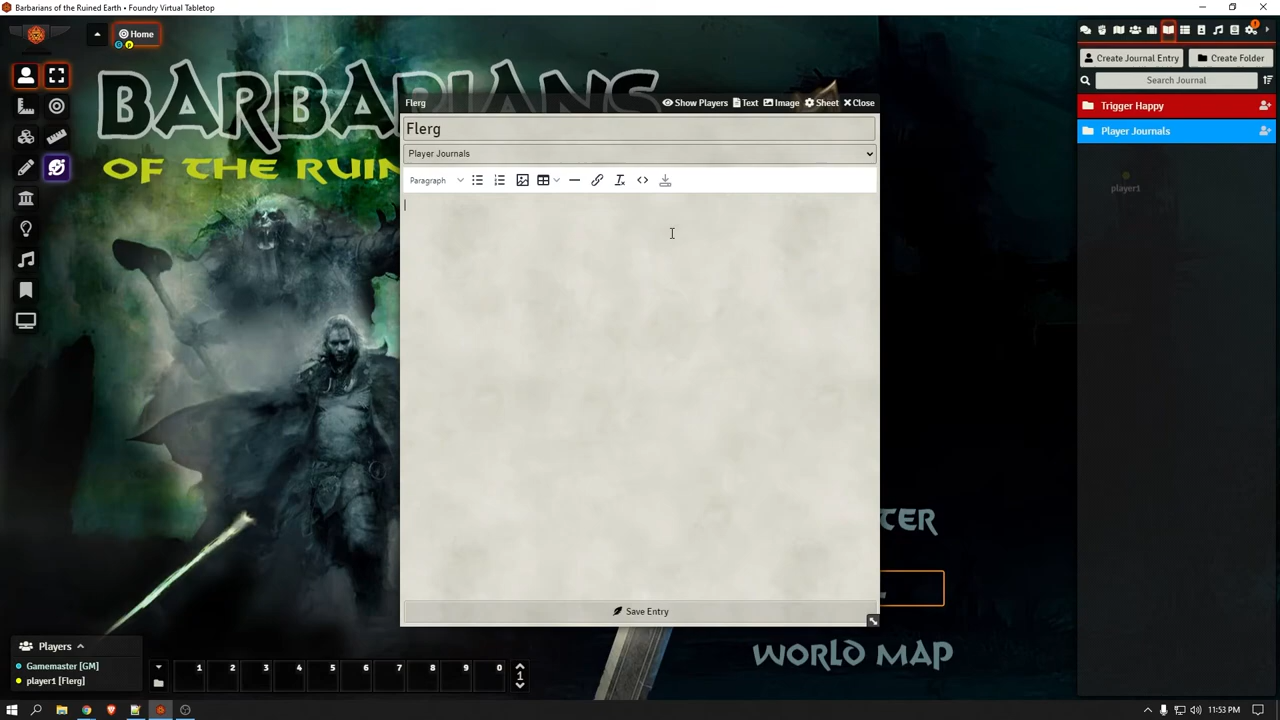 Barbarians of the Ruined Earth • Foundry Virtual Tabletop
Home
G P
BARBARIANS
OF THE RUIN
Create Journal Entry
Create Folder
Search Journal
Trigger Happy
Player Journals
player1
Flerg
Show Players
Text
Image
Sheet
Close
Flerg
Player Journals
Paragraph
Save Entry
CTER
WORLD MAP
Players
Gamemaster [GM]
player1 [Flerg]
1 2 3 4 5 6 7 8 9 0
1
11:53 PM